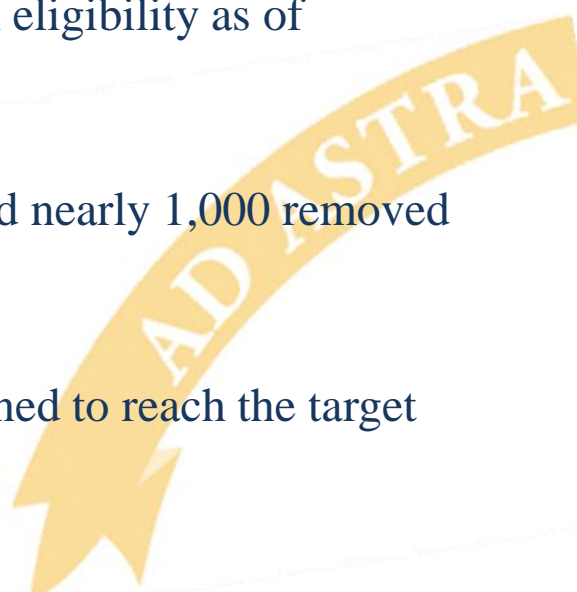 eligibility as of
AD ASTRA
d nearly 1,000 removed
ned to reach the target